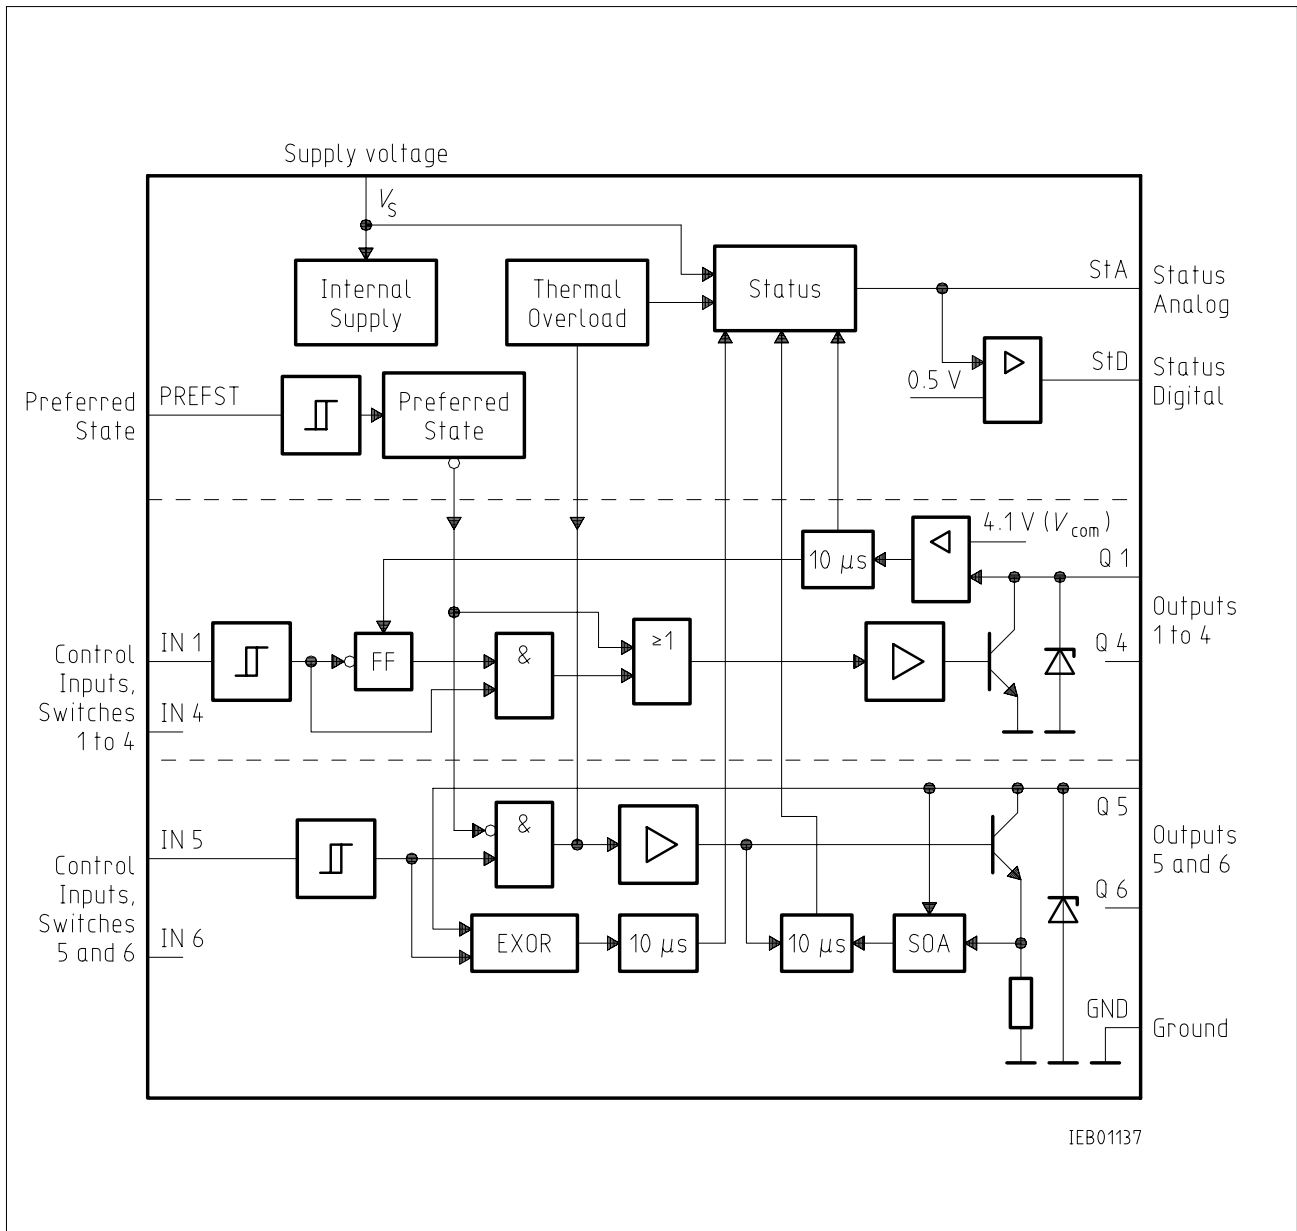 Supply voltage
VS
Internal
Supply
Thermal
Overload
Status
StA
Status
Analog
0.5 V
StD
Status
Digital
Preferred
State
PREFST
Preferred
State
4.1 V (Vcom)
10 μs
Q 1
Outputs
1 to 4
Q 4
Control
Inputs,
Switches
1 to 4
IN 1
IN 4
FF
&
≥1
Q 5
Outputs
5 and 6
Q 6
Control
Inputs,
Switches
5 and 6
IN 5
IN 6
&
EXOR
10 μs
10 μs
SOA
GND
Ground
IEB01137